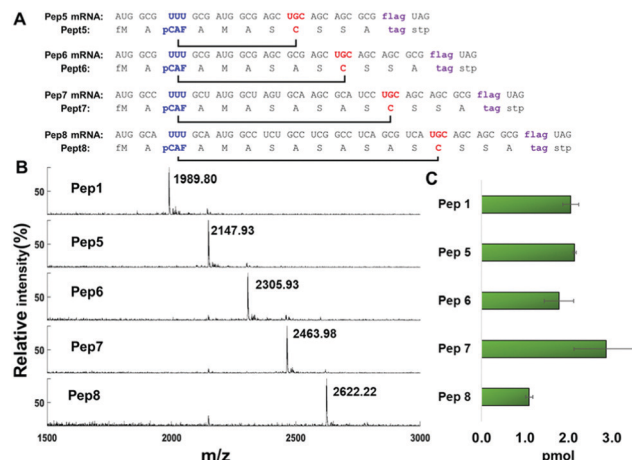 A
Pep5 mRNA: AUG GCG UUU GCG AUG GCG AGC UGC AGC AGC GCG flag UAG
Pept5: fM A pCAF A M A S C S S A tag stp
Pep6 mRNA: AUG GCG UUU GCG AUG GCG AGC GCG AGC UGC AGC AGC GCG flag UAG
Pept6: fM A pCAF A M A S A S C S S A tag stp
Pep7 mRNA: AUG GCC UUU GCU AUG GCU AGU GCA AGC GCA UCC UGC AGC AGC GCG flag UAG
Pept7: fM A pCAF A M A S A S A S C S S A tag stp
Pep8 mRNA: AUG GCA UUU GCA AUG GCC UCU GCC UCG GCC UCA GCG UCA UGC AGC AGC GCG flag UAG
Pept8: fM A pCAF A M A S A S A S A S C S S A tag stp
B
Relative intensity(%)
50
Pep1
1989.80
50
Pep5
2147.93
50
Pep6
2305.93
50
Pep7
2463.98
50
Pep8
2622.22
1500 2000 2500 3000
m/z
C
Pep 1
Pep 5
Pep 6
Pep 7
Pep 8
0.0 1.0 2.0 3.0
pmol